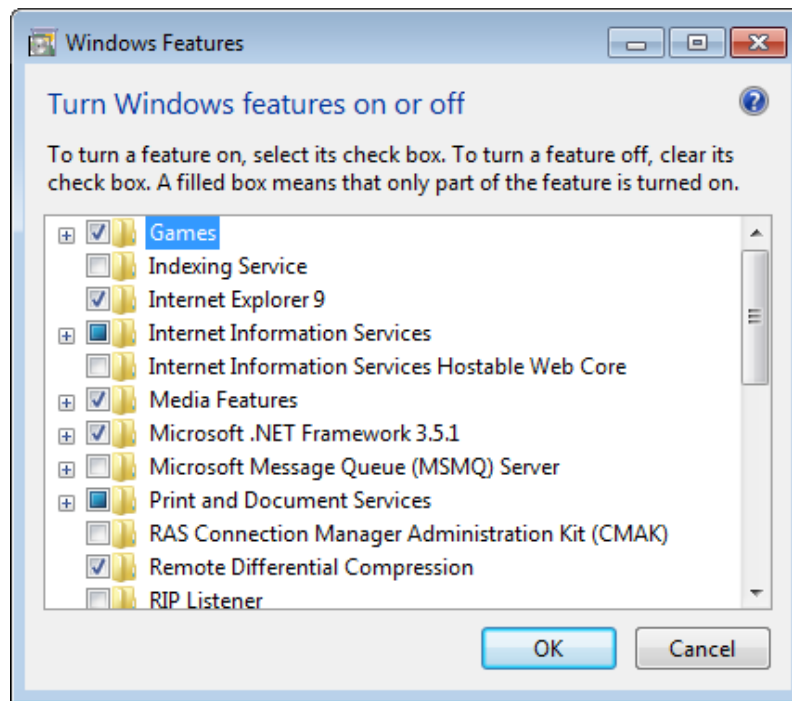 Windows Features
Turn Windows features on or off
To turn a feature on, select its check box. To turn a feature off, clear its
check box. A filled box means that only part of the feature is turned on.
Games
Indexing Service
Internet Explorer 9
Internet Information Services
Internet Information Services Hostable Web Core
Media Features
Microsoft .NET Framework 3.5.1
Microsoft Message Queue (MSMQ) Server
Print and Document Services
RAS Connection Manager Administration Kit (CMAK)
Remote Differential Compression
RIP Listener
OK Cancel